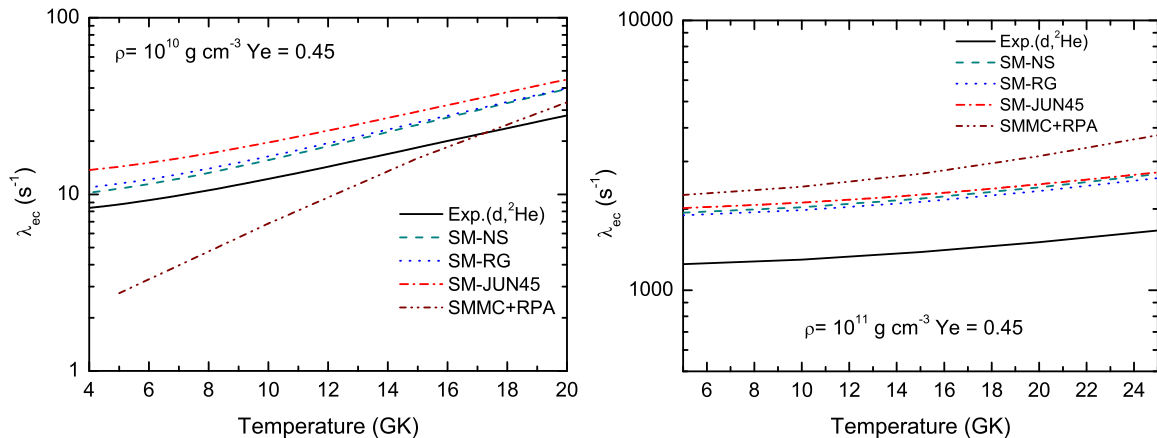 100
10
1
λec (s-1)
ρ= 10^10 g cm-3 Ye = 0.45
Exp.(d,2He)
SM-NS
SM-RG
SM-JUN45
SMMC+RPA
4 6 8 10 12 14 16 18 20
Temperature (GK)
10000
1000
λec (s-1)
Exp.(d,2He)
SM-NS
SM-RG
SM-JUN45
SMMC+RPA
ρ= 10^11 g cm-3 Ye = 0.45
6 8 10 12 14 16 18 20 22 24
Temperature (GK)